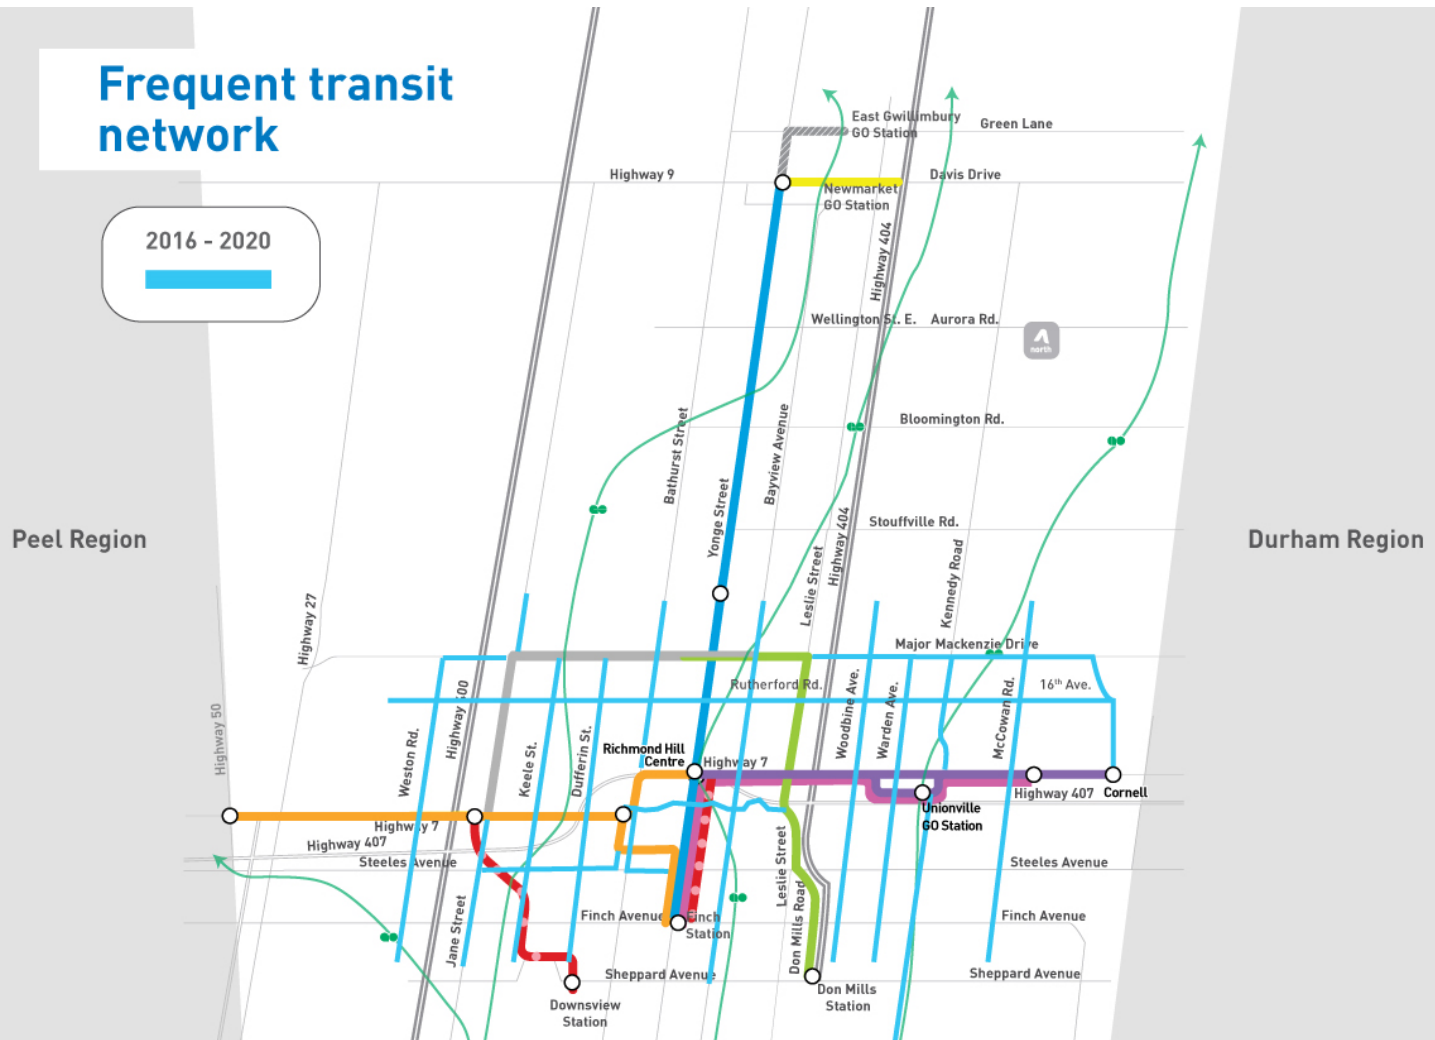 Frequent transit
network
2016 - 2020
East Gwillimbury
GO Station
Green Lane
Highway 9
Davis Drive
Newmarket
GO Station
Highway 404
Wellington St. E.
Aurora Rd.
north
Bloomington Rd.
Bathurst Street
Bayview Avenue
Yonge Street
Stouffville Rd.
Peel Region
Durham Region
Highway 404
Leslie Street
Kennedy Road
Highway 27
Major Mackenzie Drive
Rutherford Rd.
16th Ave.
Highway 50
Weston Rd.
Highway 400
Keele St.
Dufferin St.
Woodbine Ave.
Warden Ave.
McCowan Rd.
Richmond Hill
Centre
Highway 7
Highway 407
Cornell
Unionville
GO Station
Highway 7
Highway 407
Steeles Avenue
Steeles Avenue
Leslie Street
Jane Street
Finch Avenue
Finch
Station
Don Mills Road
Finch Avenue
Sheppard Avenue
Sheppard Avenue
Downsview
Station
Don Mills
Station